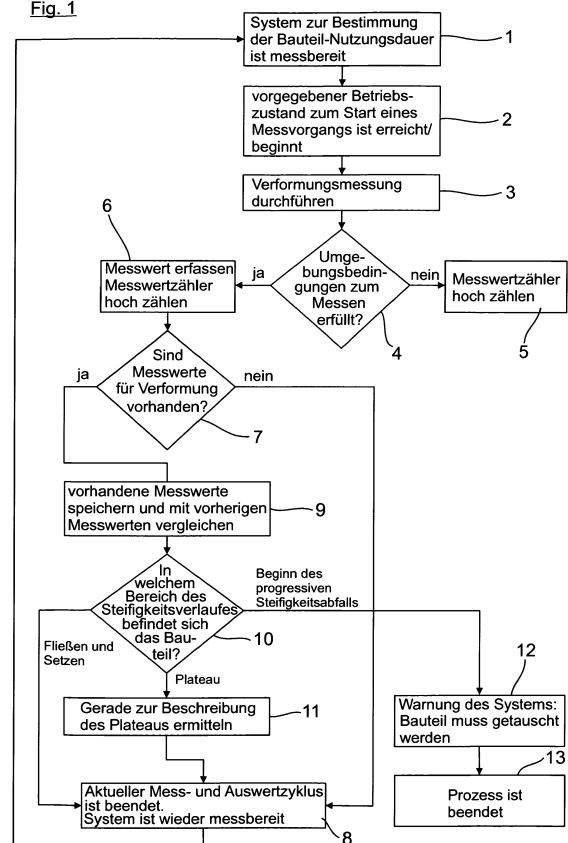 Fig. 1
System zur Bestimmung
der Bauteil-Nutzungsdauer
ist messbereit
1
vorgegebener Betriebs-
zustand zum Start eines
Messvorgangs ist erreicht/
beginnt
2
Verformungsmessung
durchführen
3
Umge-
bungsbedin-
gungen zum
Messen
erfüllt?
4
ja
nein
6
Messwert erfassen
Messwertzähler
hoch zählen
Messwertzähler
hoch zählen
5
Sind
Messwerte
für Verformung
vorhanden?
7
ja
nein
vorhandene Messwerte
speichern und mit vorherigen
Messwerten vergleichen
9
In
welchem
Bereich des
Steifigkeitsverlaufes
befindet sich
das Bau-
teil?
10
Beginn des
progressiven
Steifigkeitsabfalls
Fließen und
Setzen
Plateau
Gerade zur Beschreibung
des Plateaus ermitteln
11
12
Warnung des Systems:
Bauteil muss getauscht
werden
13
Prozess ist
beendet
Aktueller Mess- und Auswertzyklus
ist beendet.
System ist wieder messbereit
8